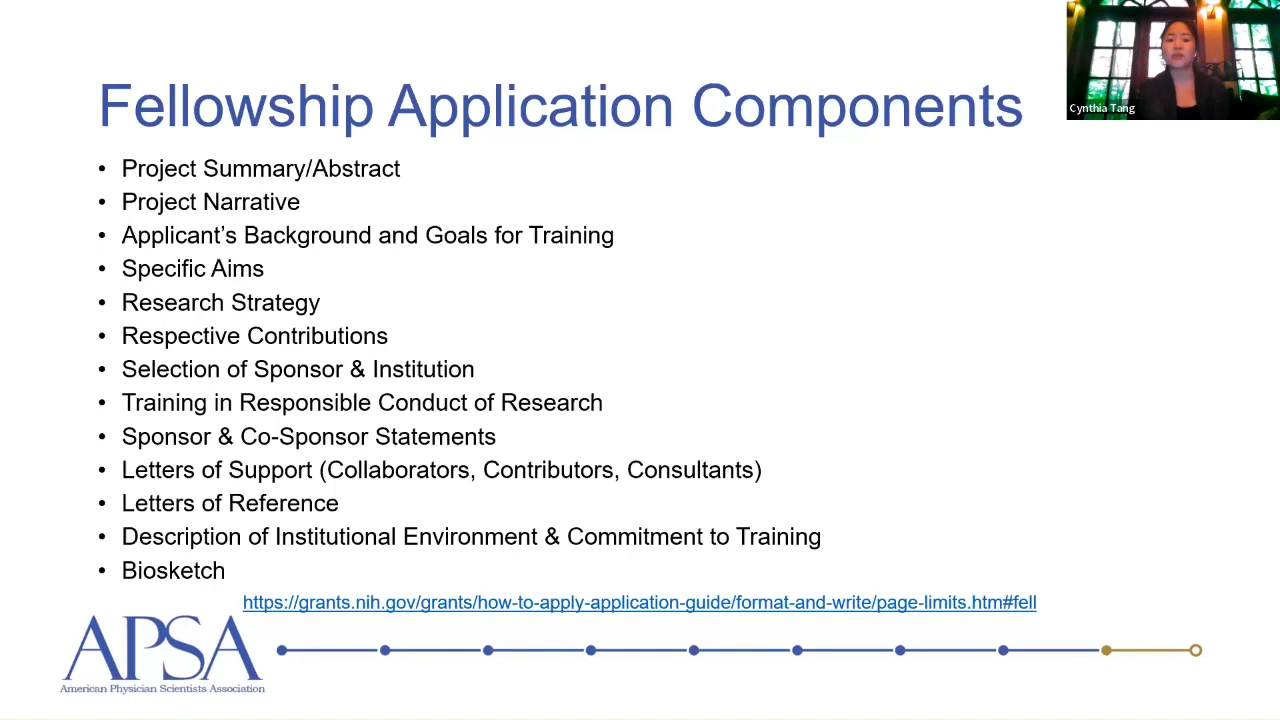 Fellowship Application Components
Cynthia Tang
• Project Summary/Abstract
• Project Narrative
• Applicant’s Background and Goals for Training
• Specific Aims
• Research Strategy
• Respective Contributions
• Selection of Sponsor & Institution
• Training in Responsible Conduct of Research
• Sponsor & Co-Sponsor Statements
• Letters of Support (Collaborators, Contributors, Consultants)
• Letters of Reference
• Description of Institutional Environment & Commitment to Training
• Biosketch
https://grants.nih.gov/grants/how-to-apply-application-guide/format-and-write/page-limits.htm#fell
APSA
American Physician Scientists Association